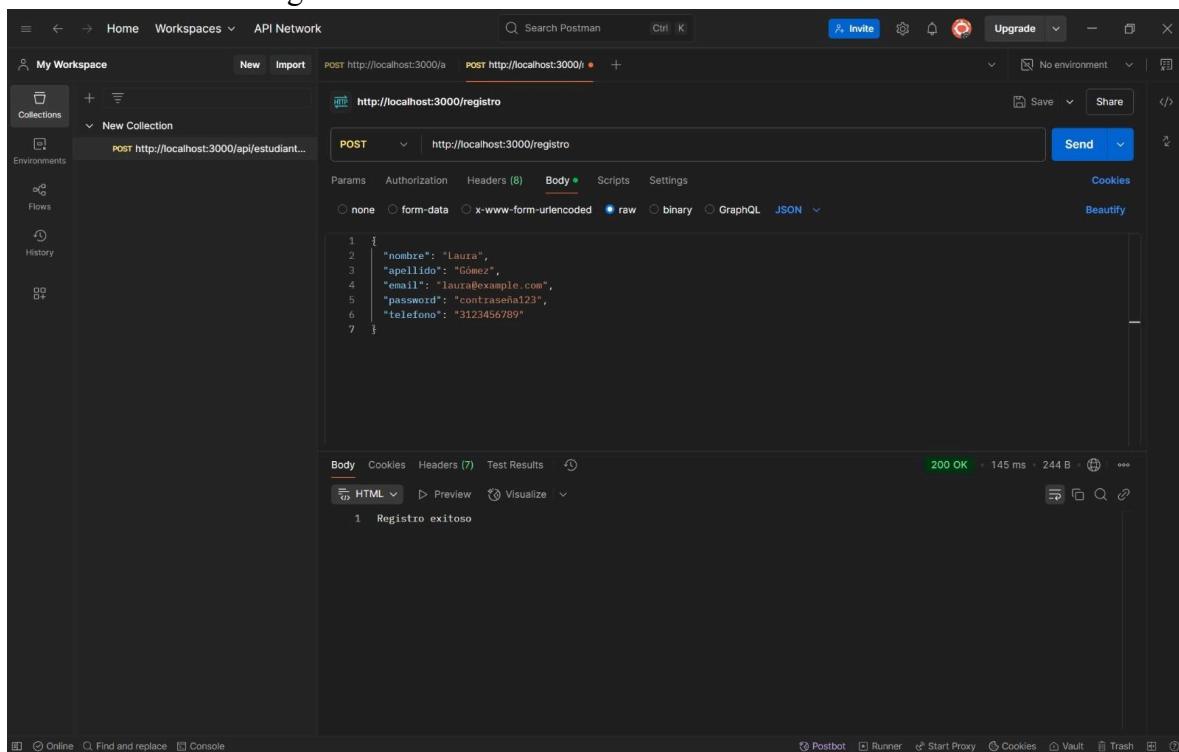 Home Workspaces API Network Search Postman Ctrl K Invite Upgrade
My Workspace New Import POST http://localhost:3000/a POST http://localhost:3000/r No environment
Collections
New Collection
POST http://localhost:3000/api/estudiant...
Environments
Flows
History
HTTP http://localhost:3000/registro Save Share
POST http://localhost:3000/registro Send
Params Authorization Headers (8) Body Scripts Settings Cookies
none form-data x-www-form-urlencoded raw binary GraphQL JSON Beautify
1 {
2 "nombre": "Laura",
3 "apellido": "Gómez",
4 "email": "laura@example.com",
5 "password": "contraseña123",
6 "telefono": "3123456789"
7 }
Body Cookies Headers (7) Test Results 200 OK 145 ms 244 B
HTML Preview Visualize
1 Registro exitoso
Online Find and replace Console Postbot Runner Start Proxy Cookies Vault Trash